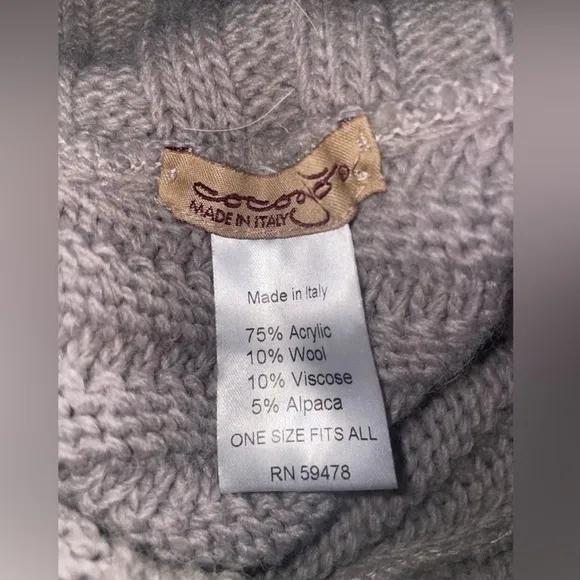 MADE IN ITALY
Made in Italy
75% Acrylic
10% Wool
10% Viscose
5% Alpaca
ONE SIZE FITS ALL
RN 59478